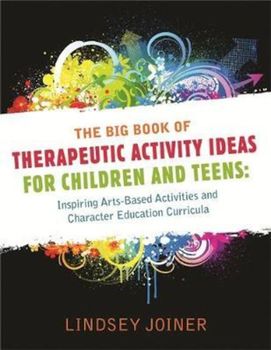 THE BIG BOOK OF
THERAPEUTIC ACTIVITY IDEAS
FOR CHILDREN AND TEENS:
Inspiring Arts-Based Activities and
Character Education Curricula
LINDSEY JOINER